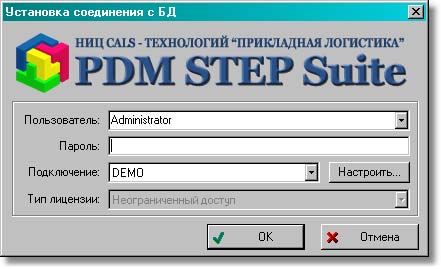 Установка соединения с БД
НИЦ CALS - ТЕХНОЛОГИЙ "ПРИКЛАДНАЯ ЛОГИСТИКА"
PDM STEP Suite
Пользователь: Administrator
Пароль:
Подключение: DEMO Настроить...
Тип лицензии: Неограниченный доступ
OK Отмена